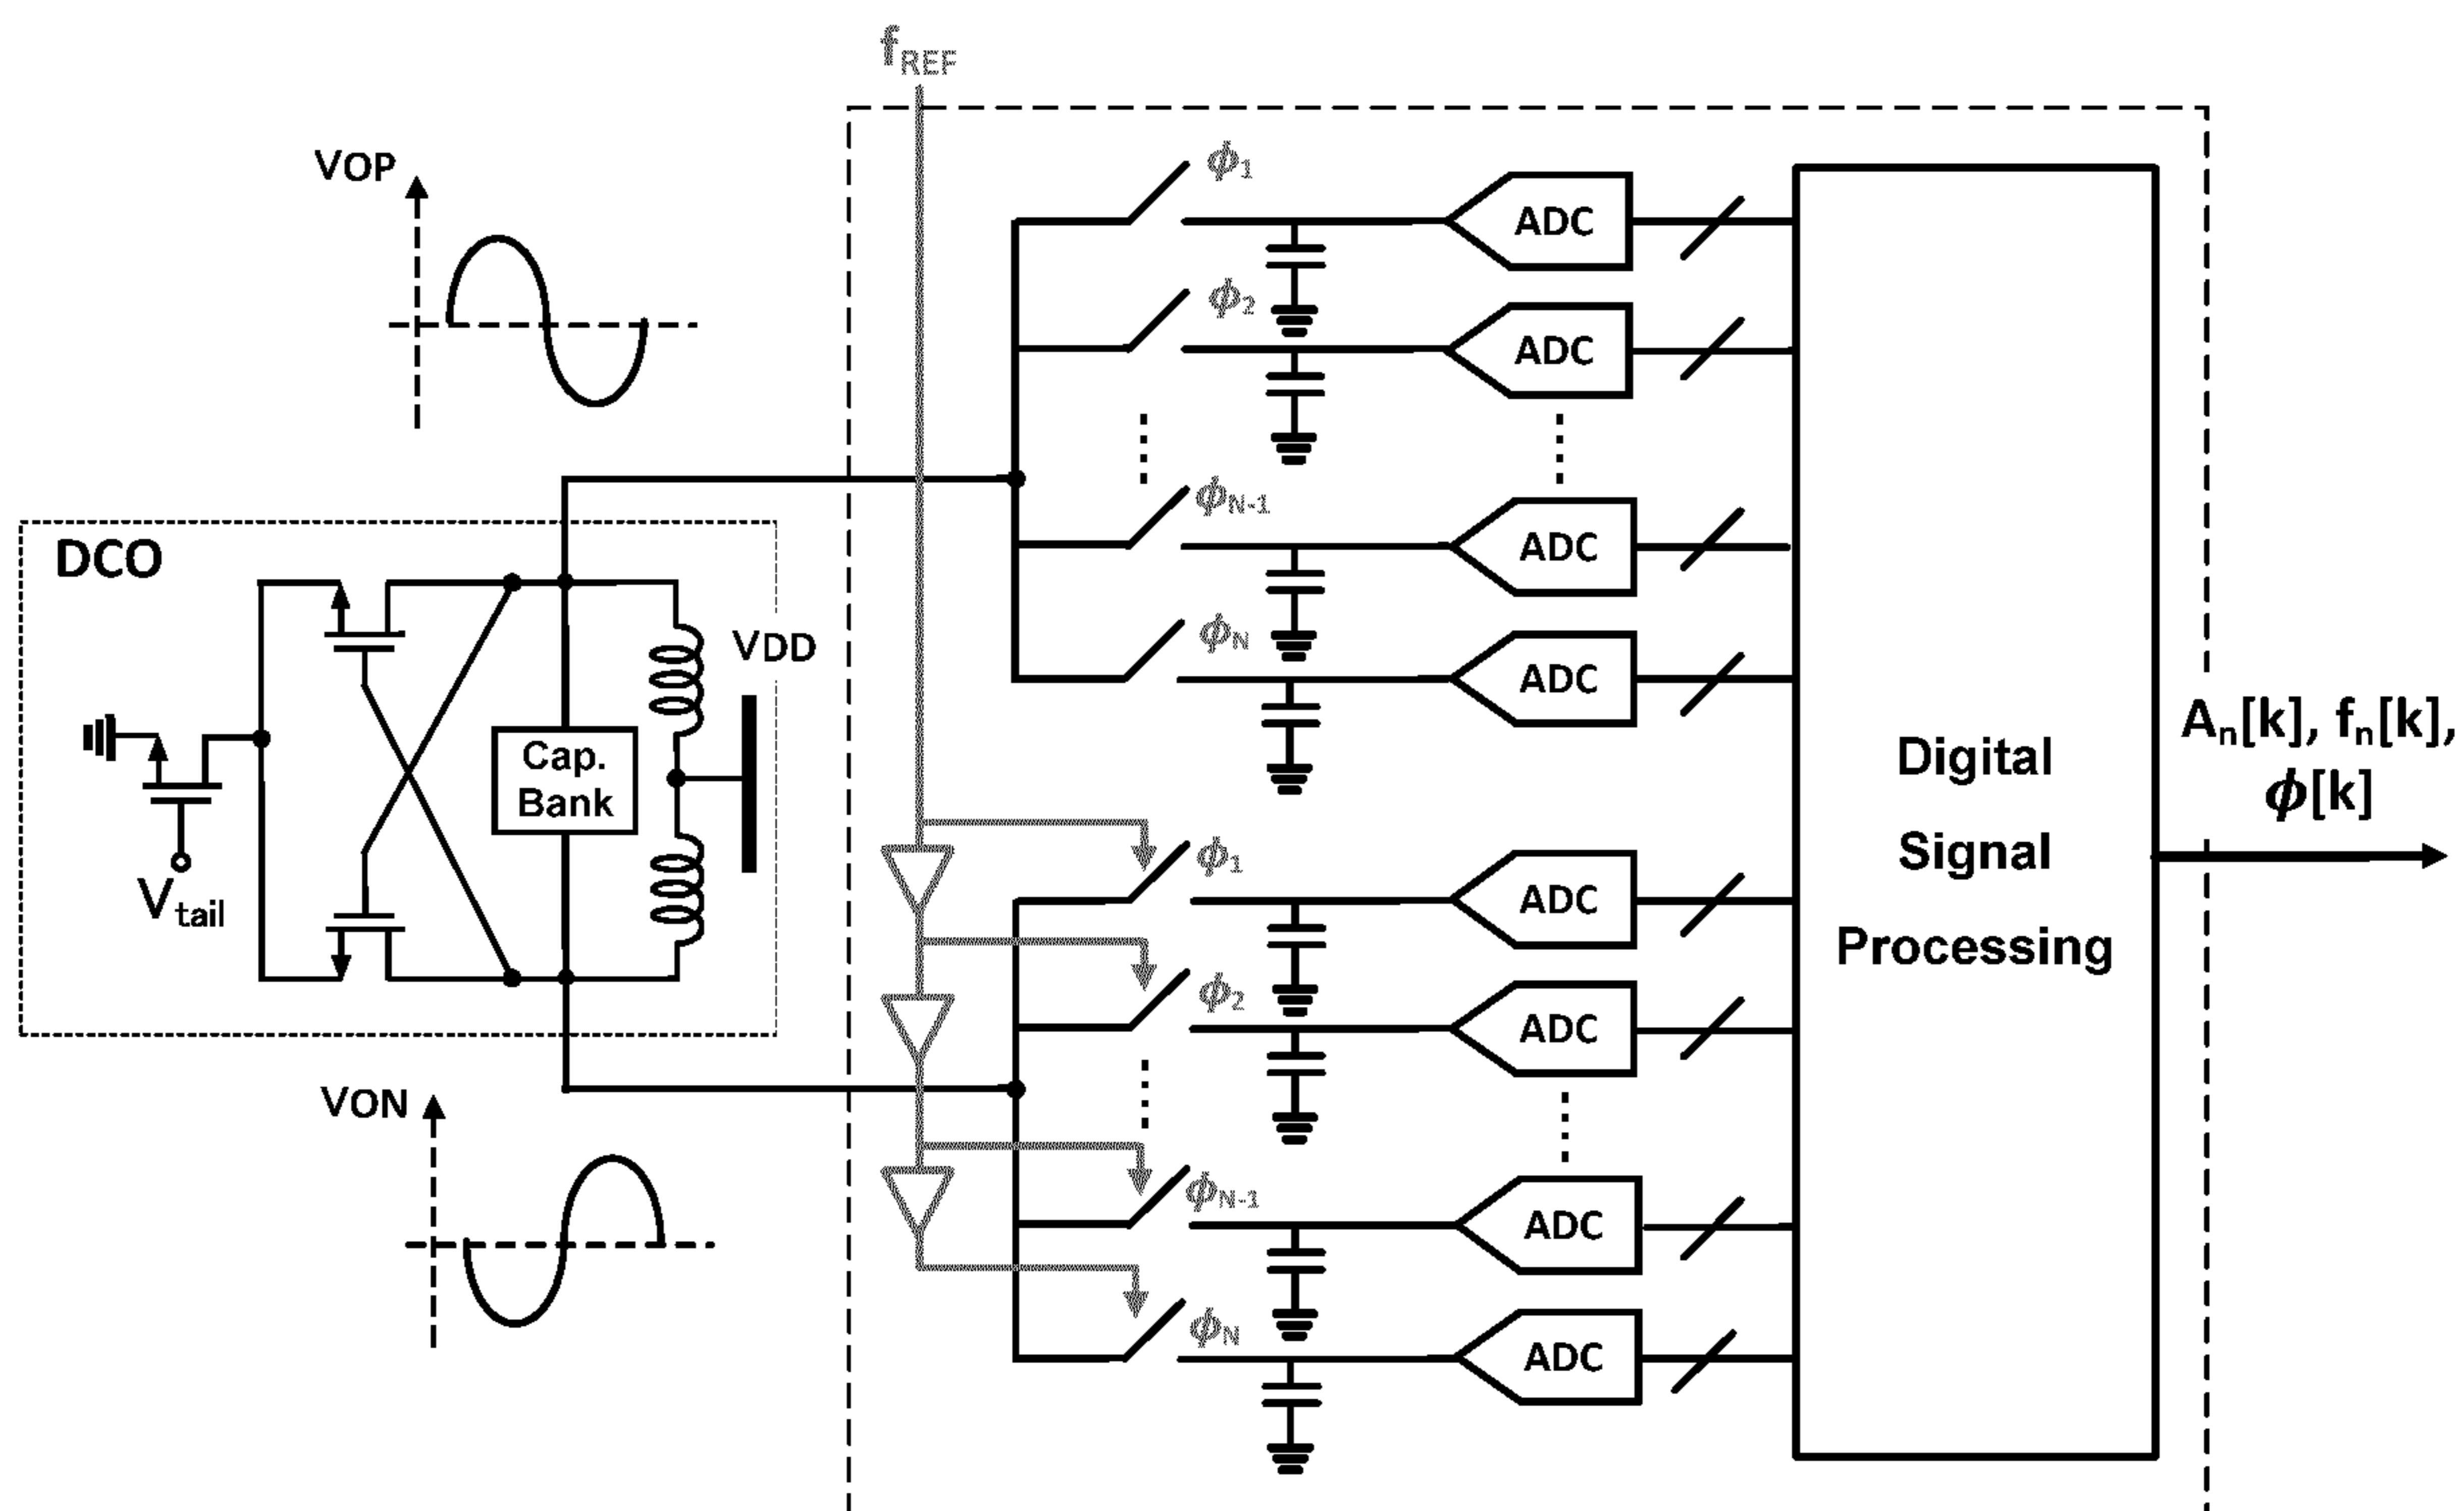 fREF
VOP
ϕ1
ADC
ϕ2
ADC
ϕN-1
ADC
ϕN
ADC
DCO
VDD
Cap.
Bank
Vtail
VON
ϕ1
ADC
ϕ2
ADC
ϕN-1
ADC
ϕN
ADC
Digital
Signal
Processing
An[k], fn[k],
ϕ[k]